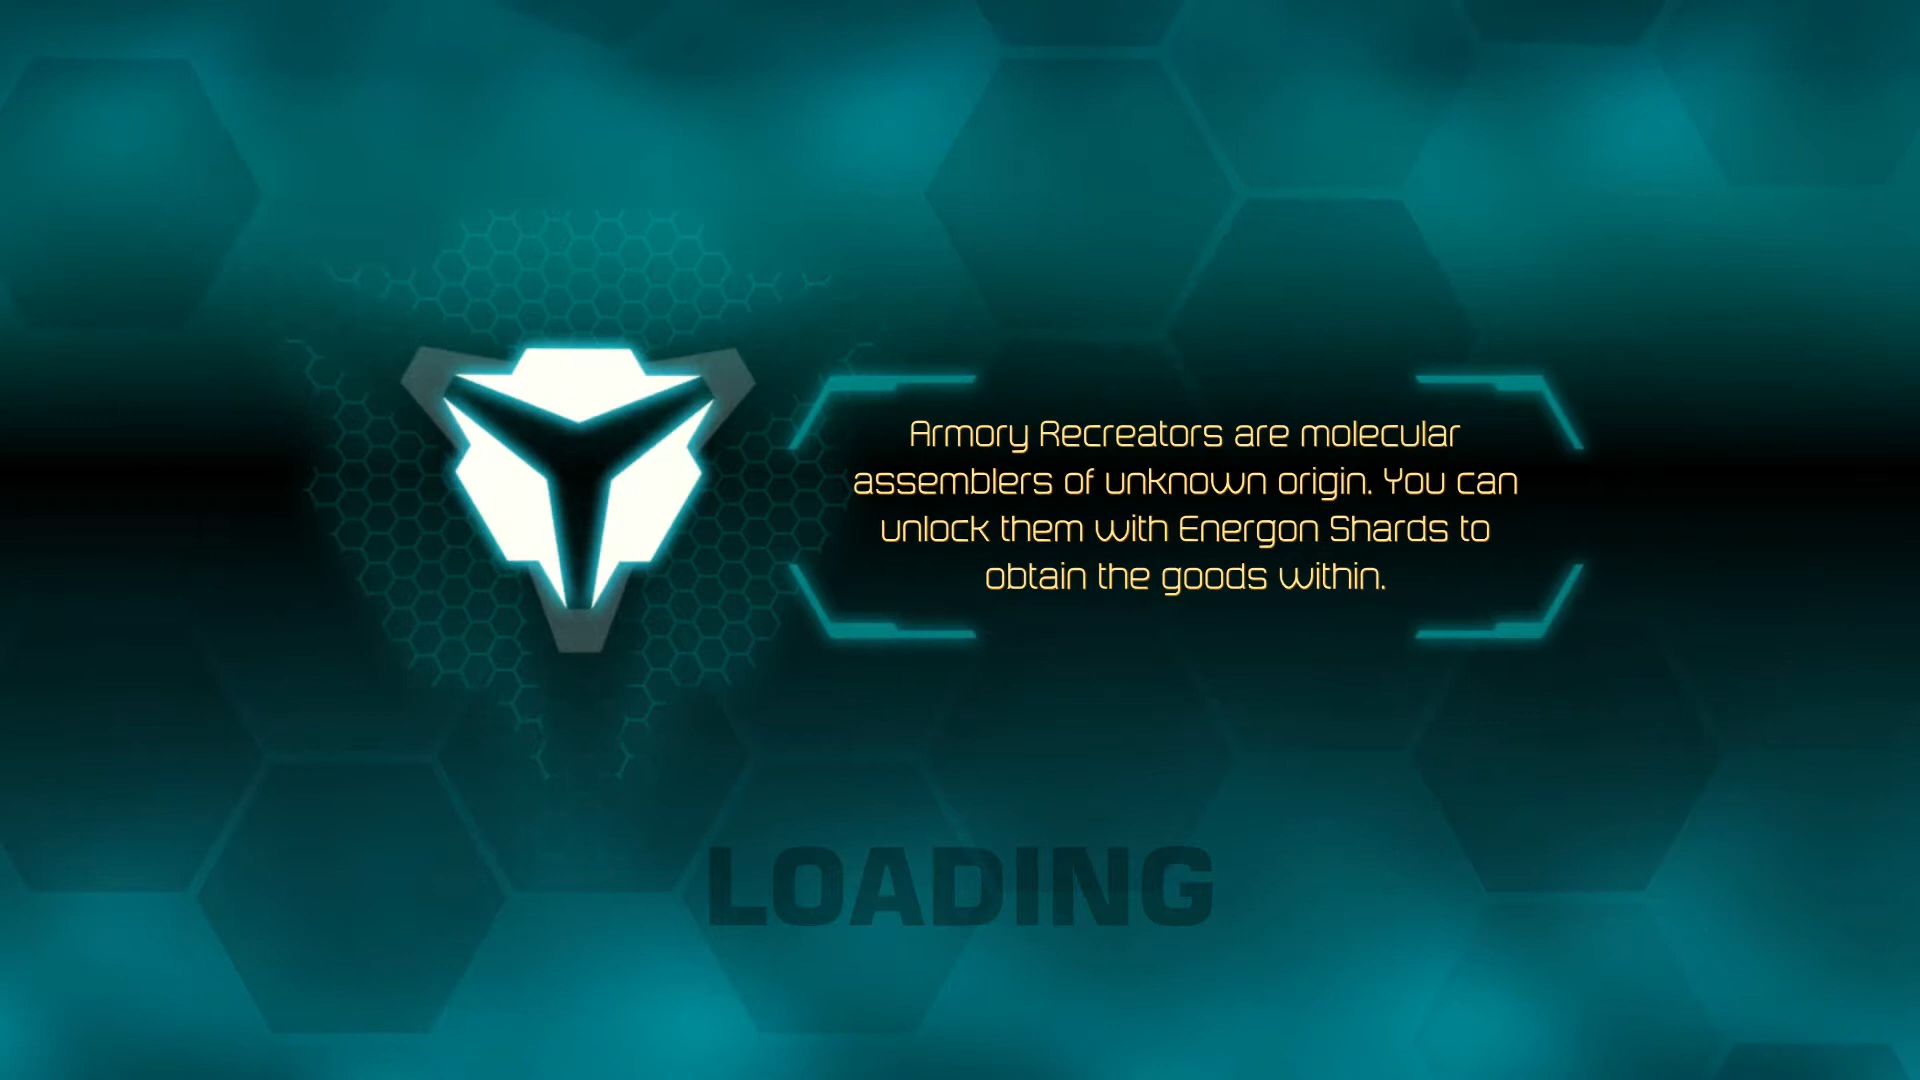 Armory Recreators are molecular
assemblers of unknown origin. You can
unlock them with Energon Shards to
obtain the goods within.
LOADING